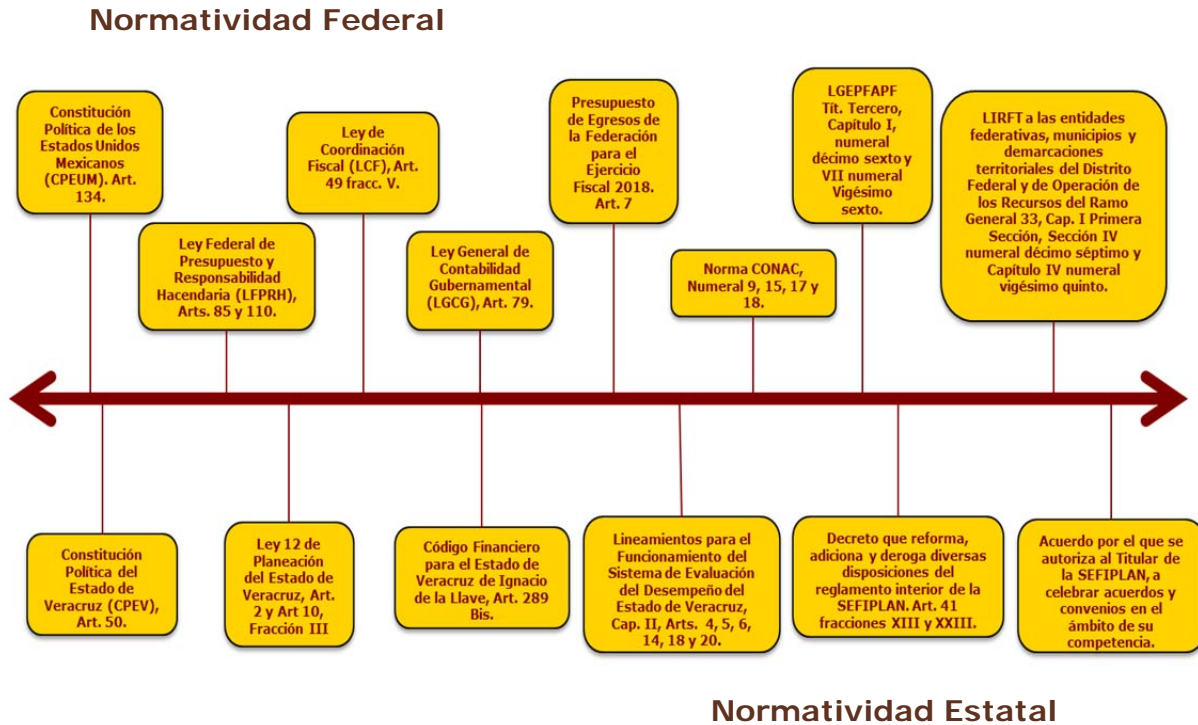 Normatividad Federal
Constitución
Política de los
Estados Unidos
Mexicanos
(CPEUM). Art.
134.
Ley Federal de
Presupuesto y
Responsabilidad
Hacendaria (LFPRH),
Arts. 85 y 110.
Ley de
Coordinación
Fiscal (LCF), Art.
49 fracc. V.
Ley General de
Contabilidad
Gubernamental
(LGCG), Art. 79.
Presupuesto
de Egresos de
la Federación
para el
Ejercicio
Fiscal 2018.
Art. 7
Norma CONAC,
Numeral 9, 15, 17 y
18.
LGEPFAPF
Tít. Tercero,
Capítulo I,
numeral
décimo sexto y
VII numeral
Vigésimo
sexto.
LIRFT a las entidades
federativas, municipios y
demarcaciones
territoriales del Distrito
Federal y de Operación de
los Recursos del Ramo
General 33, Cap. I Primera
Sección, Sección IV
numeral décimo séptimo y
Capítulo IV numeral
vigésimo quinto.
Constitución
Política del
Estado de
Veracruz (CPEV),
Art. 50.
Ley 12 de
Planeación
del Estado de
Veracruz, Art.
2 y Art 10,
Fracción III
Código Financiero
para el Estado de
Veracruz de Ignacio
de la Llave, Art. 289
Bis.
Lineamientos para el
Funcionamiento del
Sistema de Evaluación
del Desempeño del
Estado de Veracruz,
Cap. II, Arts. 4, 5, 6,
14, 18 y 20.
Decreto que reforma,
adiciona y deroga diversas
disposiciones del
reglamento interior de la
SEFIPLAN. Art. 41
fracciones XIII y XXIII.
Acuerdo por el que se
autoriza al Titular de
la SEFIPLAN, a
celebrar acuerdos y
convenios en el
ámbito de su
competencia.
Normatividad Estatal